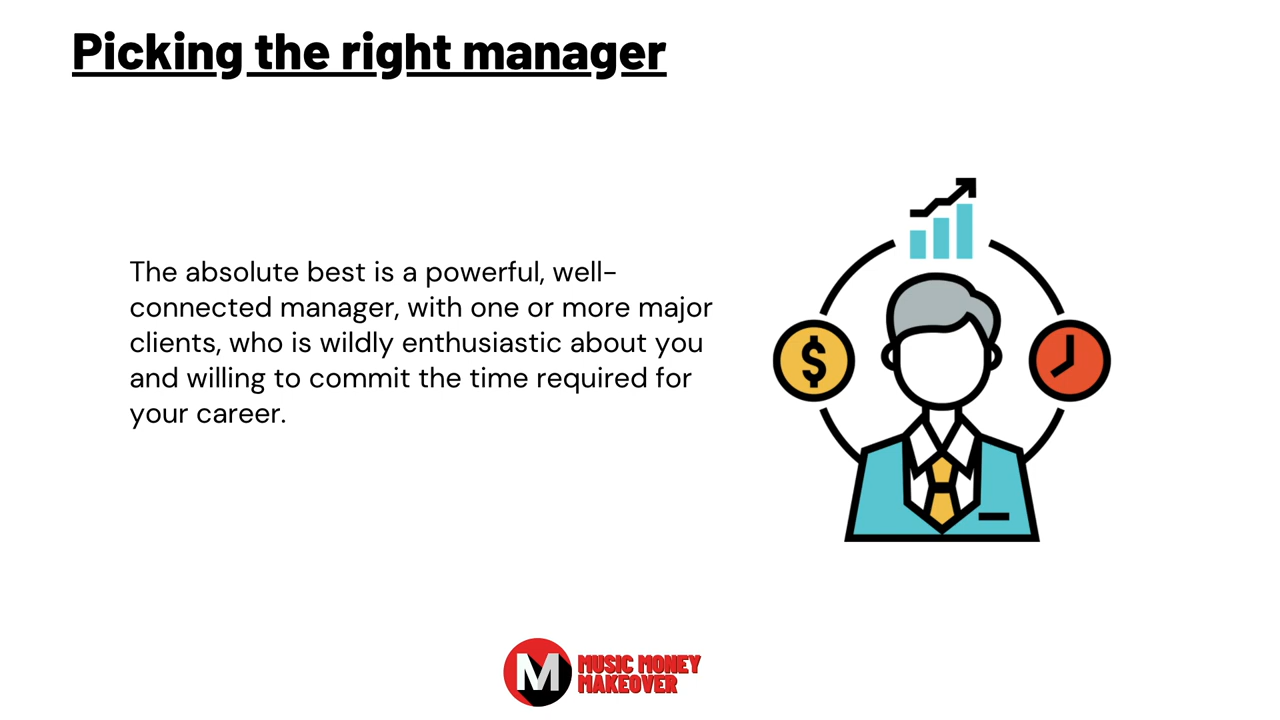 Picking the right manager
The absolute best is a powerful, well-
connected manager, with one or more major
clients, who is wildly enthusiastic about you
and willing to commit the time required for
your career.
$
M
MUSIC MONEY
MAKEOVER